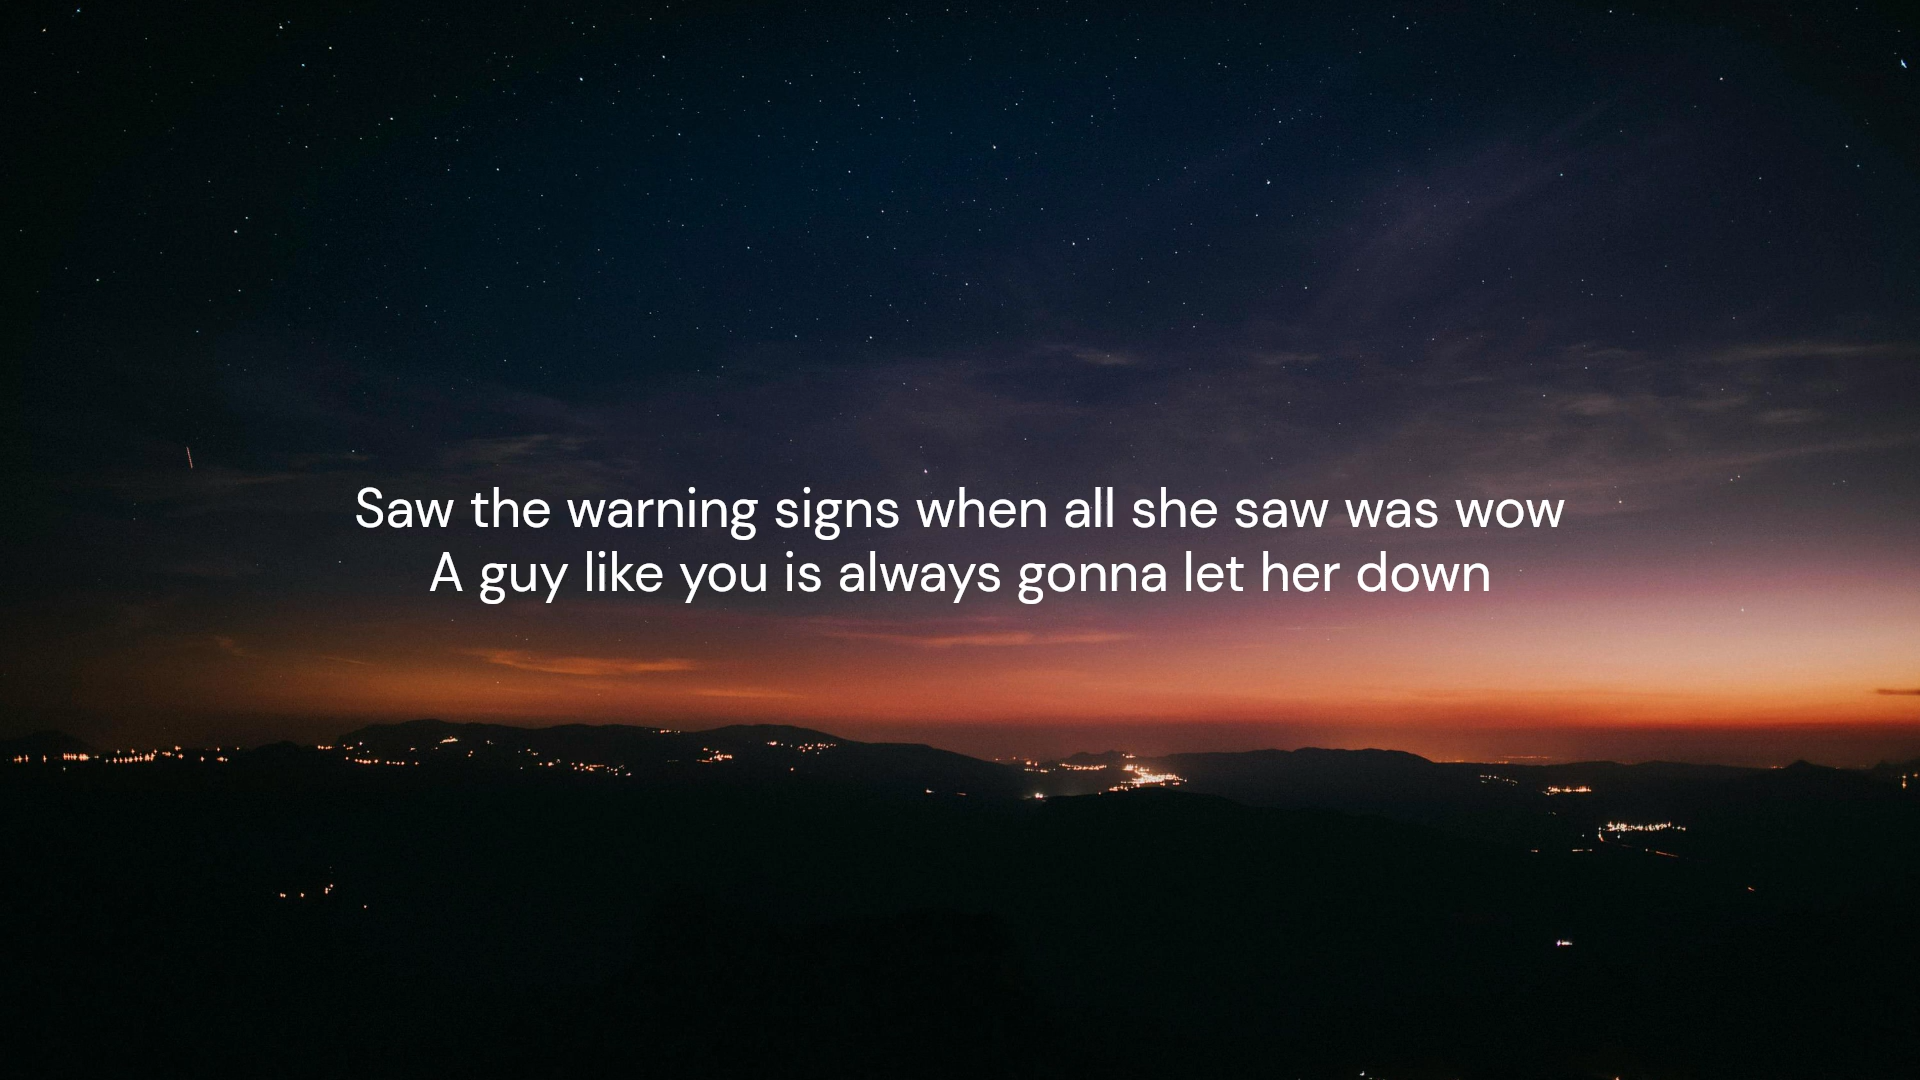 Saw the warning signs when all she saw was wow
A guy like you is always gonna let her down